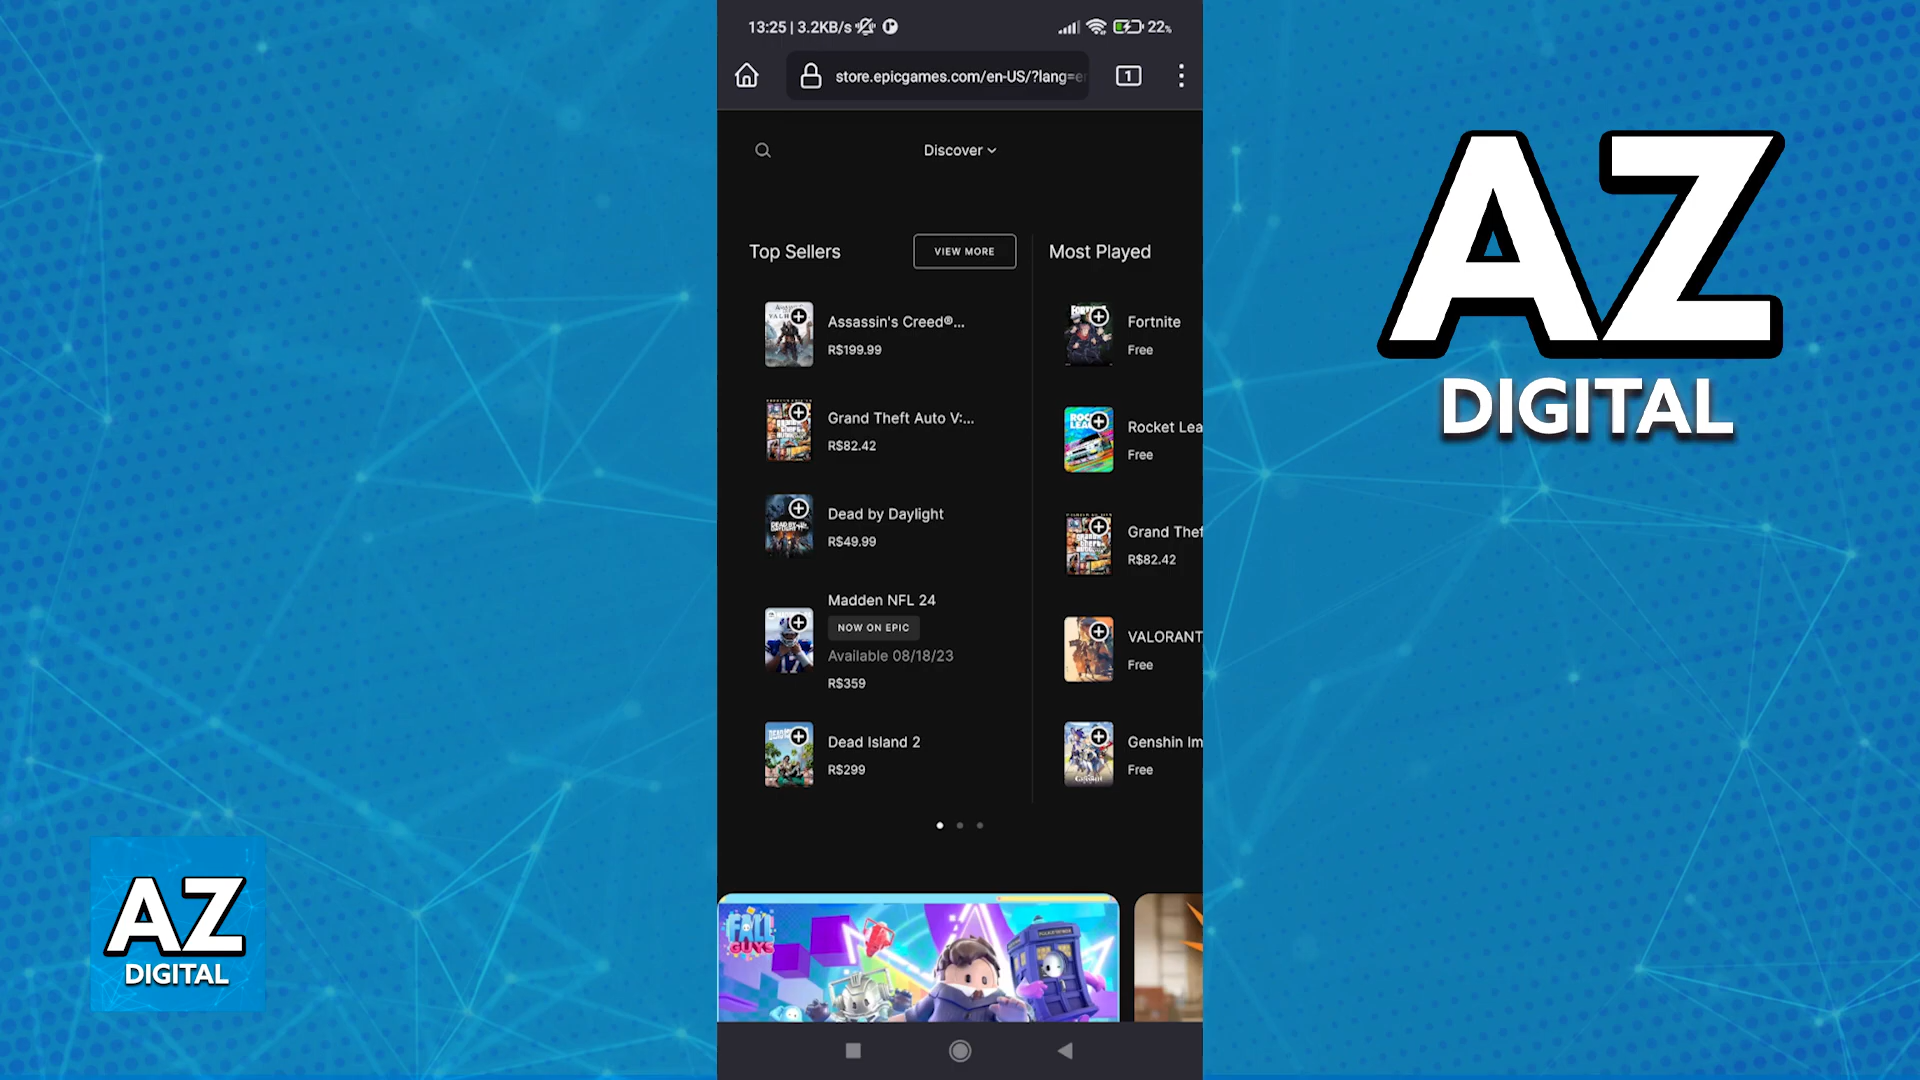 13:25 | 3.2KB/s
22%
store.epicgames.com/en-US/?lang=e
1
Discover
Top Sellers
VIEW MORE
Assassin's Creed®...
R$199.99
Grand Theft Auto V:...
R$82.42
Dead by Daylight
R$49.99
Madden NFL 24
NOW ON EPIC
Available 08/18/23
R$359
Dead Island 2
R$299
Most Played
Fortnite
Free
Rocket Lea
Free
Grand Thef
R$82.42
VALORANT
Free
Genshin Im
Free
FALL
GUYS
AZ
DIGITAL
AZ
DIGITAL